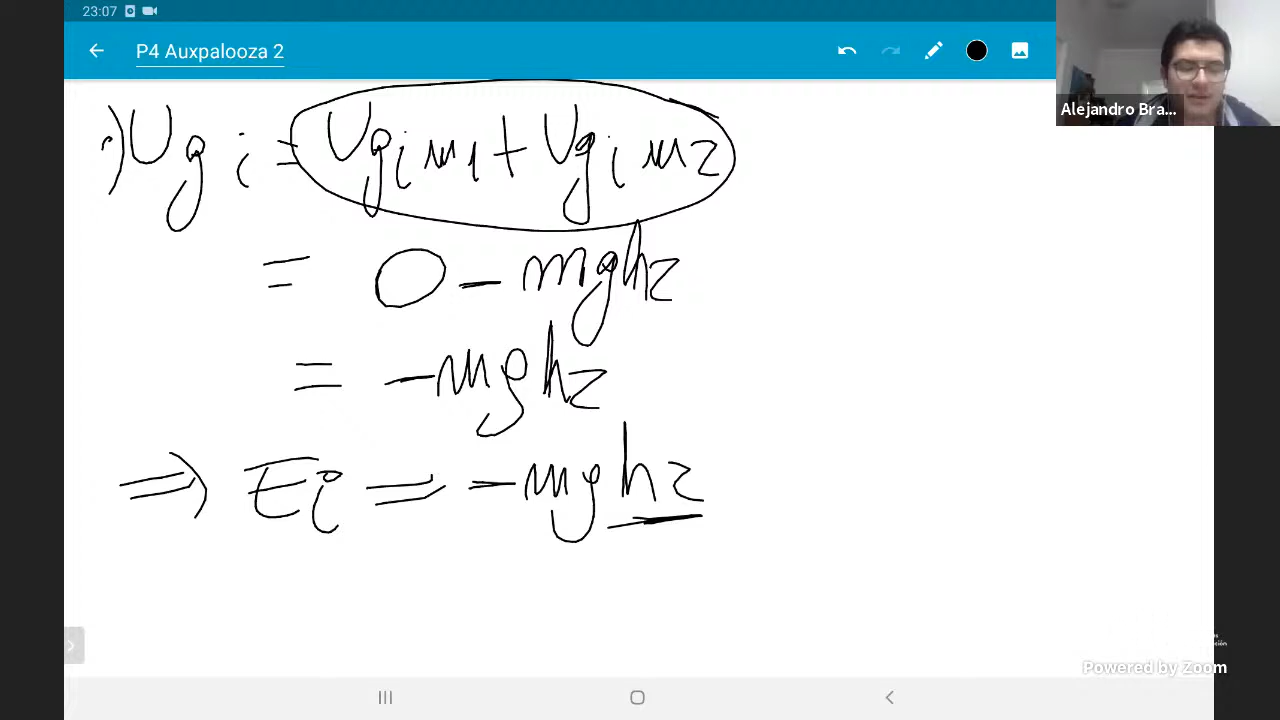 23:07
P4 Auxpalooza 2
Alejandro Bra...
•) Ugi = Ugim1 + Ugim2
= 0 - mgh2
= -mgh2
⇒ Ei = -mgh2
Powered by Zoom